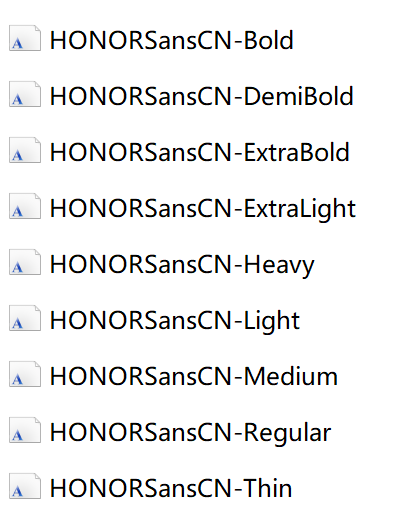 HONORSansCN-Bold
HONORSansCN-DemiBold
HONORSansCN-ExtraBold
HONORSansCN-ExtraLight
HONORSansCN-Heavy
HONORSansCN-Light
HONORSansCN-Medium
HONORSansCN-Regular
HONORSansCN-Thin